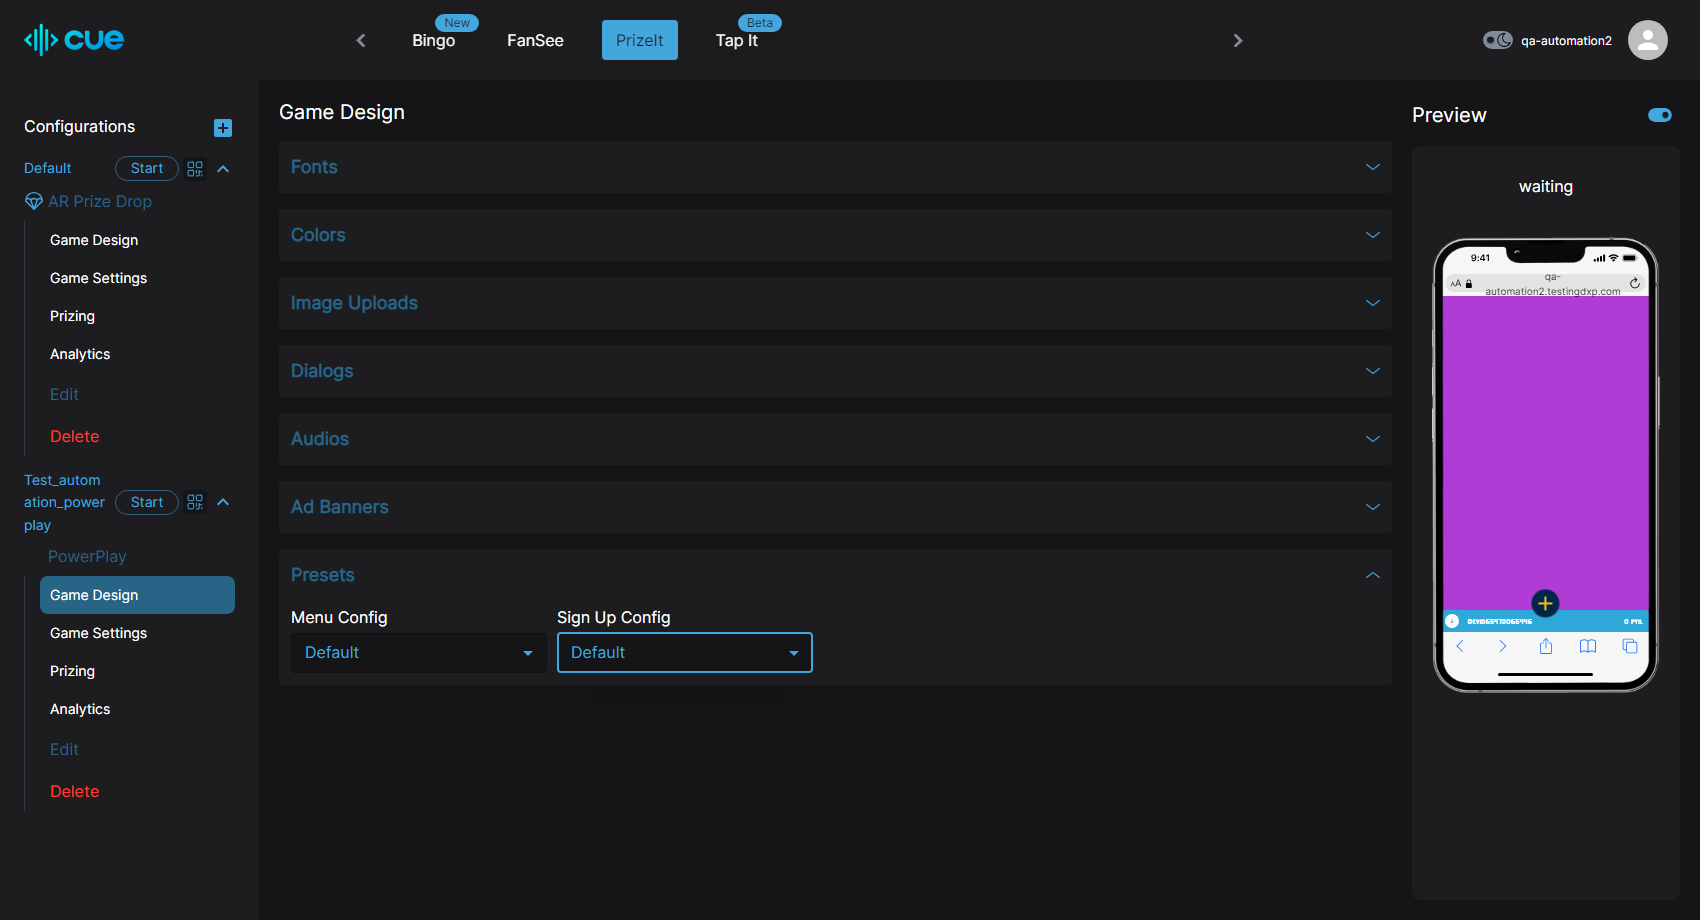 cue
New
Beta
Bingo
FanSee
PrizeIt
Tap It
qa-automation2
Configurations
Default
Start
AR Prize Drop
Game Design
Game Settings
Prizing
Analytics
Edit
Delete
Test_autom
ation_power
play
Start
PowerPlay
Game Design
Game Settings
Prizing
Analytics
Edit
Delete
Game Design
Fonts
Colors
Image Uploads
Dialogs
Audios
Ad Banners
Presets
Menu Config
Sign Up Config
Default
Default
Preview
waiting
9:41
AA
qa-
automation2.testingdxp.com
0 PTS.